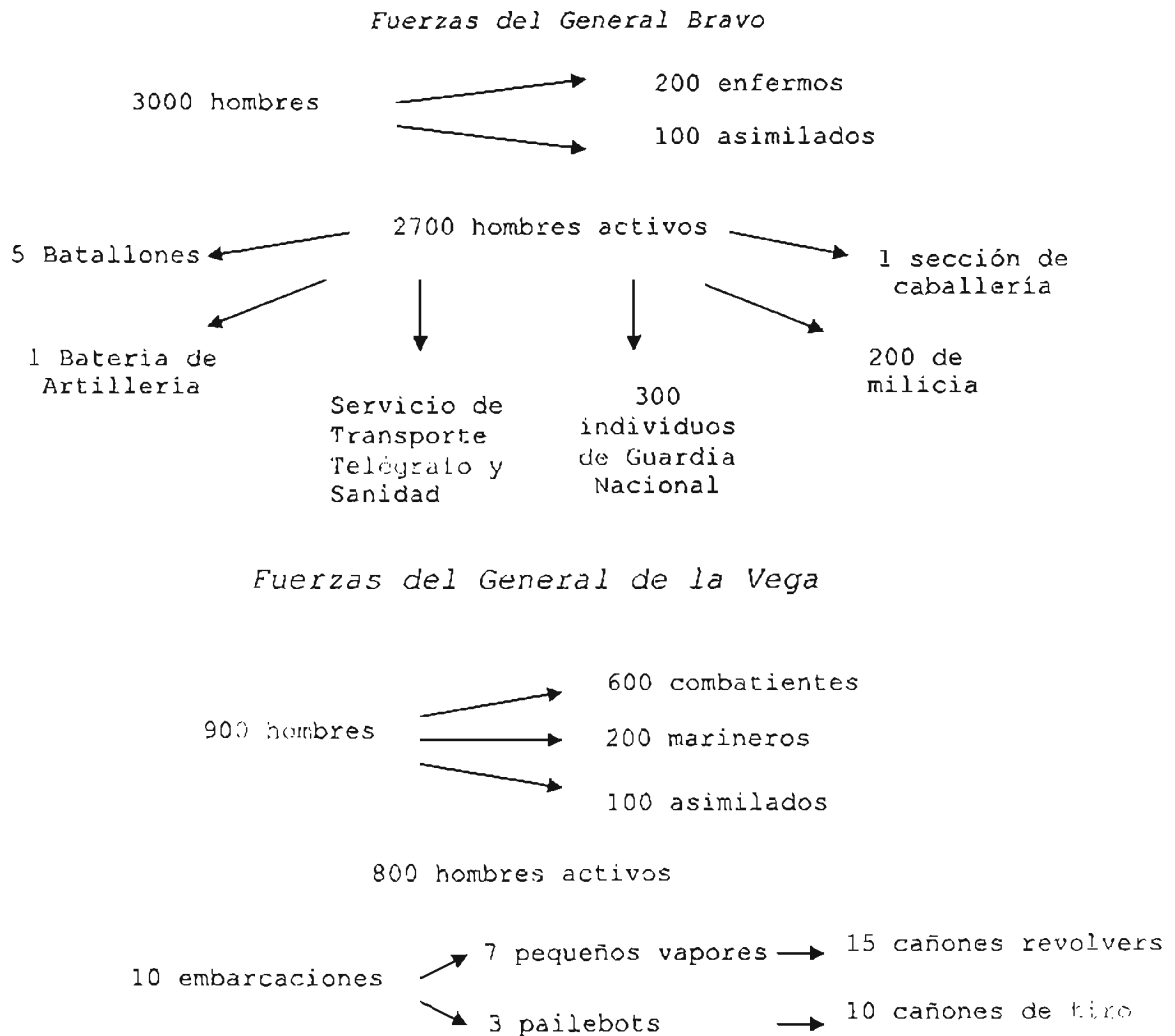 Fuerzas del General Bravo
3000 hombres
200 enfermos
100 asimilados
2700 hombres activos
5 Batallones
1 sección de
caballería
1 Bateria de
Artilleria
Servicio de
Transporte
Telégrafo y
Sanidad
300
individuos
de Guardia
Nacional
200 de
milicia
Fuerzas del General de la Vega
900 hombres
600 combatientes
200 marineros
100 asimilados
800 hombres activos
10 embarcaciones
7 pequeños vapores
15 cañones revolvers
3 pailebots
10 cañones de tiro